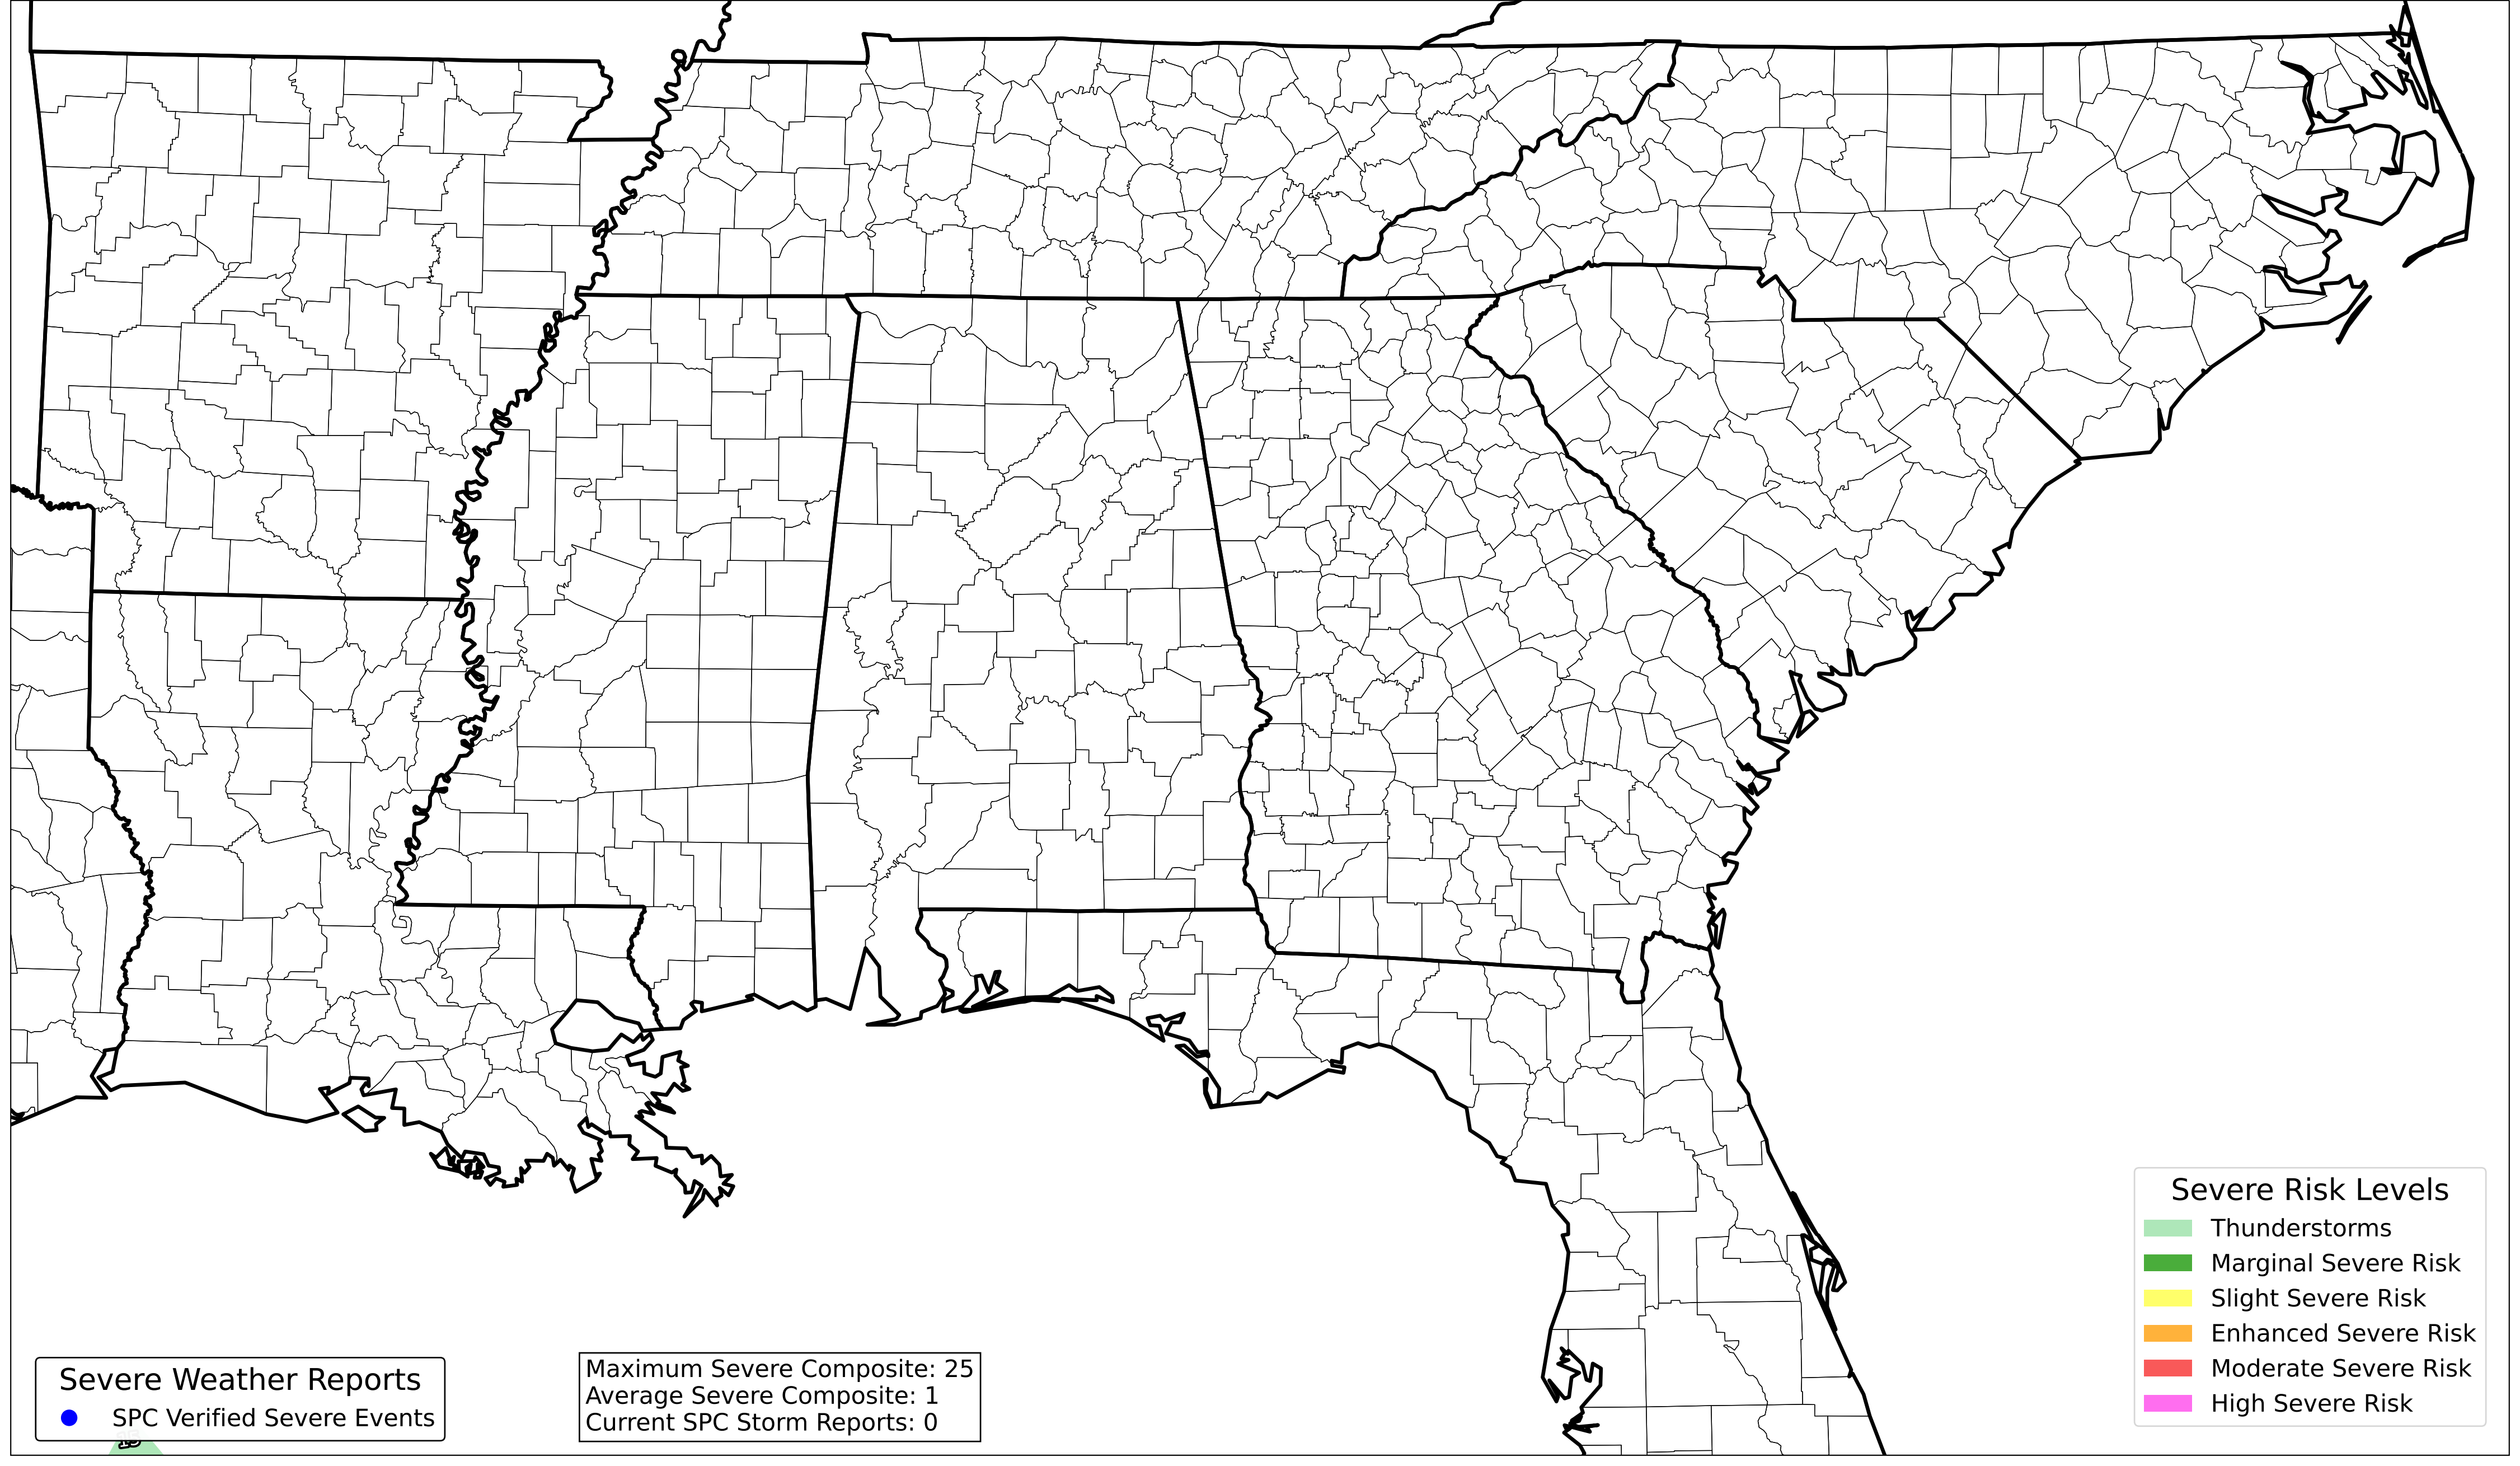 Severe Weather Reports
SPC Verified Severe Events
Maximum Severe Composite: 25
Average Severe Composite: 1
Current SPC Storm Reports: 0
Severe Risk Levels
Thunderstorms
Marginal Severe Risk
Slight Severe Risk
Enhanced Severe Risk
Moderate Severe Risk
High Severe Risk